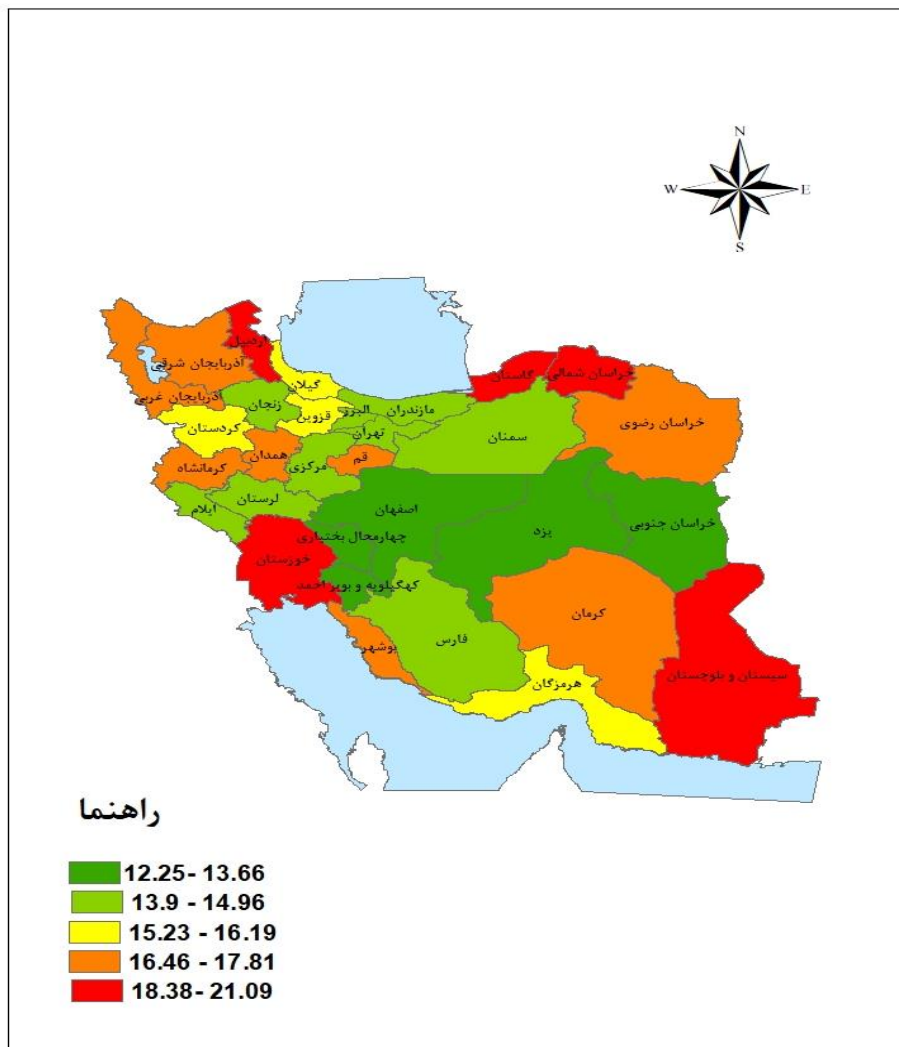 N
W E
S
اردبیل
آذربایجان شرقی
گیلان
آذربایجان غربی
زنجان
قزوین
البرز
مازندران
گلستان
خراسان شمالی
خراسان رضوی
کردستان
تهران
سمنان
همدان
قم
کرمانشاه
مرکزی
لرستان
ایلام
اصفهان
یزد
خراسان جنوبی
چهارمحال بختیاری
خوزستان
کهگیلویه و بویر احمد
کرمان
فارس
بوشهر
هرمزگان
سیستان و بلوچستان
راهنما
12.25 - 13.66
13.9 - 14.96
15.23 - 16.19
16.46 - 17.81
18.38 - 21.09